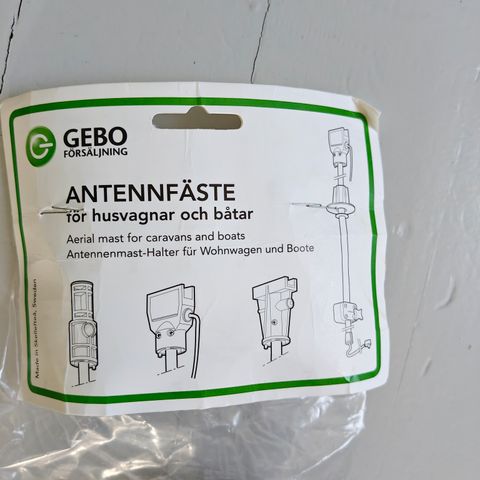 GEBO
FÖRSÄLJNING
ANTENNFÄSTE
för husvagnar och båtar
Aerial mast for caravans and boats
Antennenmast-Halter für Wohnwagen und Boote
Made in Skellefteå, Sweden